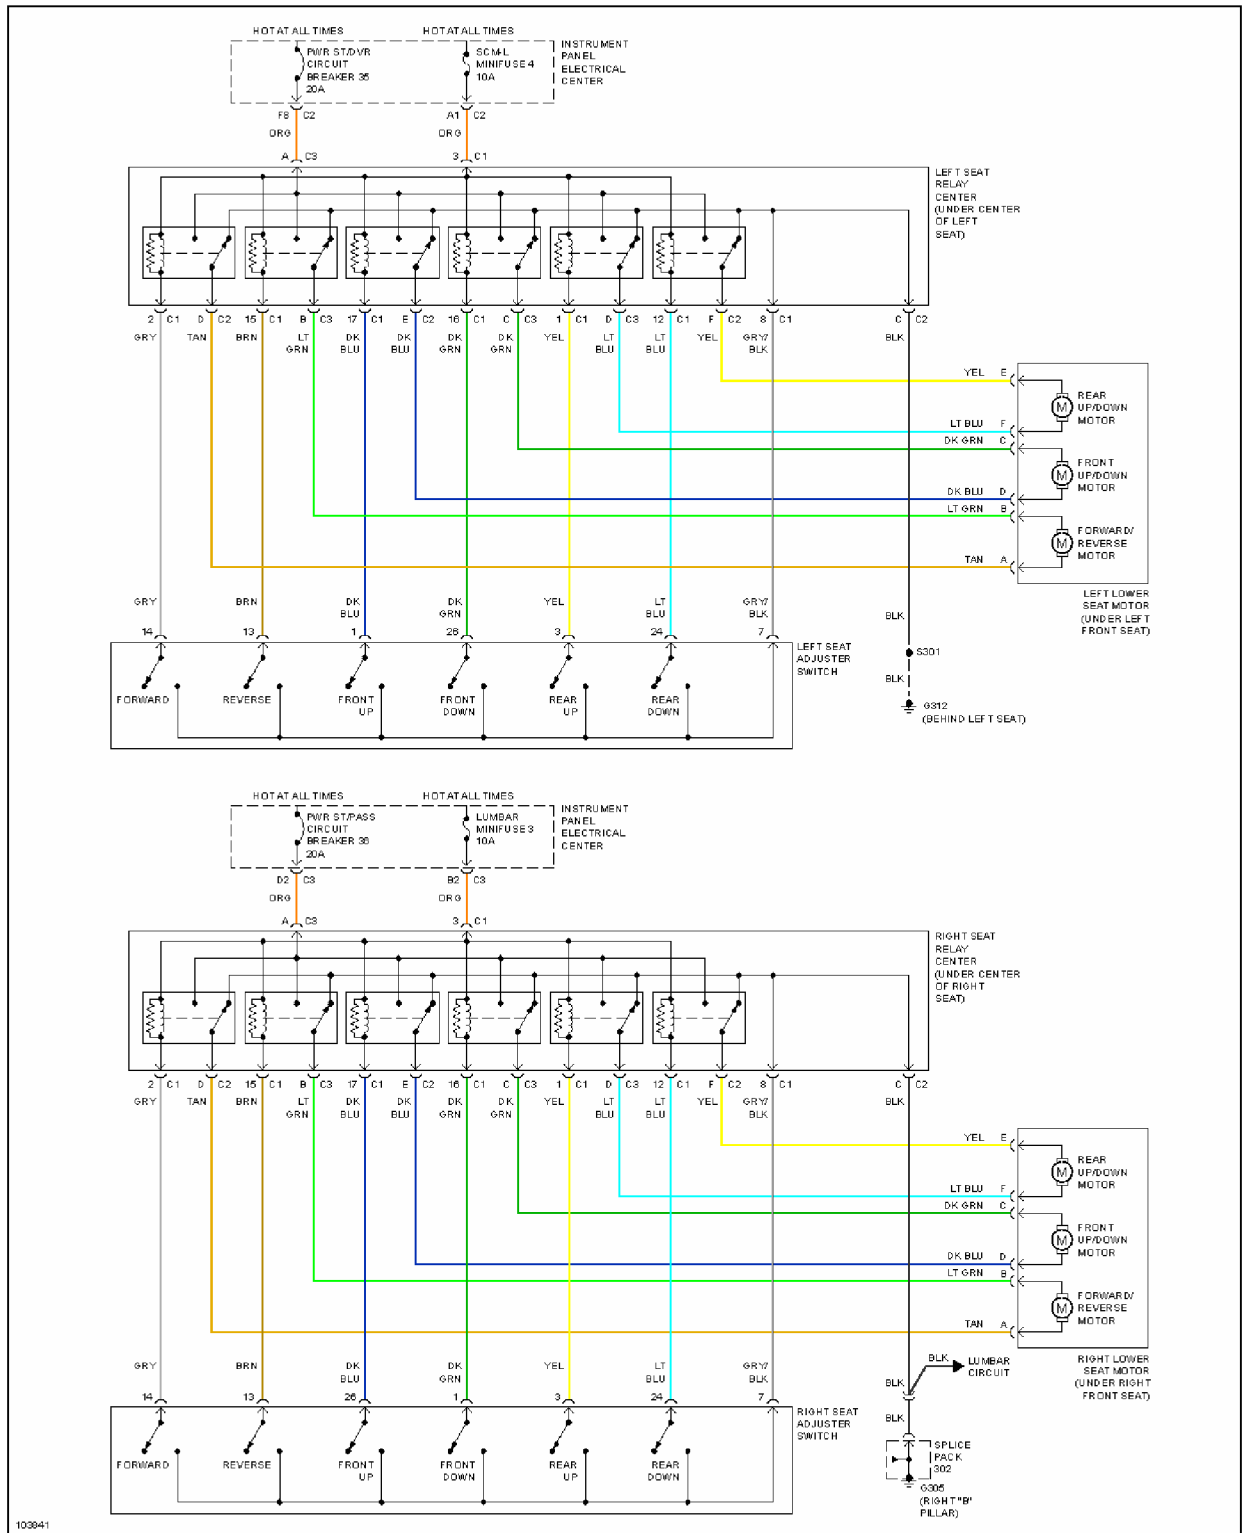 HOT AT ALL TIMES HOT AT ALL TIMES
PWR ST/DVR
CIRCUIT
BREAKER 35
20A
SCM-L
MINIFUSE 4
10A
INSTRUMENT
PANEL
ELECTRICAL
CENTER
F8 C2 A1 C2
ORG ORG
A C3 3 C1
LEFT SEAT
RELAY
CENTER
(UNDER CENTER
OF LEFT
SEAT)
2 C1 D C2 15 C1 B C3 17 C1 E C2 16 C1 C C3 1 C1 D C3 12 C1 F C2 8 C1 C C2
GRY TAN BRN LT DK DK DK DK YEL LT LT YEL GRY/ BLK
GRN BLU BLU GRN GRN BLU BLU BLK
YEL E
REAR
UP/DOWN
MOTOR
M
LT BLU F
DK GRN C
FRONT
UP/DOWN
MOTOR
M
DK BLU D
LT GRN B
FORWARD/
REVERSE
MOTOR
M
TAN A
LEFT LOWER
SEAT MOTOR
(UNDER LEFT
FRONT SEAT)
GRY BRN DK DK YEL LT GRY/
BLU GRN BLU BLK
BLK
14 13 1 26 3 24 7
LEFT SEAT
ADJUSTER
SWITCH
S301
BLK
G312
(BEHIND LEFT SEAT)
FORWARD REVERSE FRONT FRONT REAR REAR
UP DOWN UP DOWN
HOT AT ALL TIMES HOT AT ALL TIMES
PWR ST/PASS
CIRCUIT
BREAKER 36
20A
LUMBAR
MINIFUSE 3
10A
INSTRUMENT
PANEL
ELECTRICAL
CENTER
D2 C3 B2 C3
ORG ORG
A C3 3 C1
RIGHT SEAT
RELAY
CENTER
(UNDER CENTER
OF RIGHT
SEAT)
2 C1 D C2 15 C1 B C3 17 C1 E C2 16 C1 C C3 1 C1 D C3 12 C1 F C2 8 C1 C C2
GRY TAN BRN LT DK DK DK DK YEL LT LT YEL GRY/ BLK
GRN BLU BLU GRN GRN BLU BLU BLK
YEL E
REAR
UP/DOWN
MOTOR
M
LT BLU F
DK GRN C
FRONT
UP/DOWN
MOTOR
M
DK BLU D
LT GRN B
FORWARD/
REVERSE
MOTOR
M
TAN A
RIGHT LOWER
SEAT MOTOR
(UNDER RIGHT
FRONT SEAT)
BLK
LUMBAR
CIRCUIT
GRY BRN DK DK YEL LT GRY/
BLU GRN BLU BLK
BLK
14 13 26 1 3 24 7
RIGHT SEAT
ADJUSTER
SWITCH
BLK
SPLICE
PACK
302
G305
(RIGHT "B"
PILLAR)
FORWARD REVERSE FRONT FRONT REAR REAR
UP DOWN UP DOWN
103941